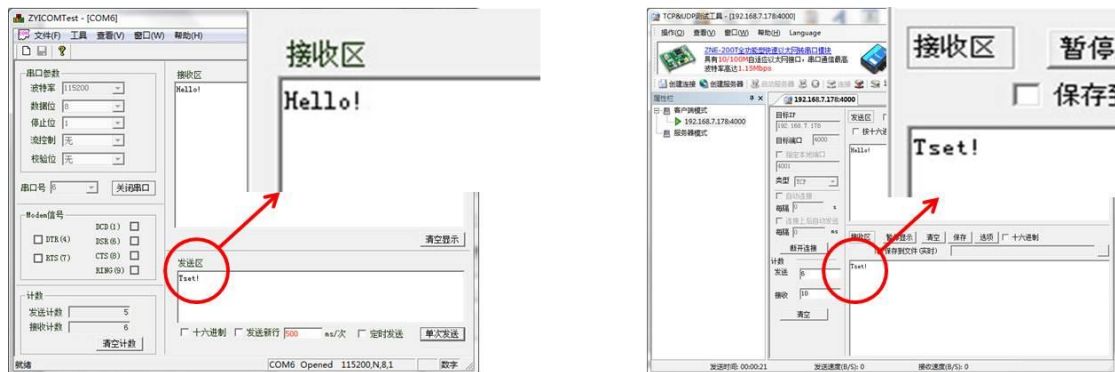 ZYICOMTest - [COM6]
文件(F) 工具 查看(V) 窗口(W) 帮助(H)
串口参数
波特率 115200
数据位 8
停止位 1
流控制 无
校验位 无
串口号 6 关闭串口
Modem信号
DCD(1)
DTR(4) DSR(6)
RTS(7) CTS(8)
RING(9)
计数
发送计数 5
接收计数 6
清空计数
接收区
Hello!
清空显示
发送区
Tset!
十六进制 发送新行 500 ms/次 定时发送 单次发送
就绪 COM6 Opened 115200,N,8,1 数字
接收区
Hello!
TCP&UDP测试工具 - [192.168.7.178:4000]
操作(O) 查看(V) 窗口(W) 帮助(H) Language
ZNE-200T全功能型快速以太网转串口模块
具有10/100M自适应以太网接口，串口通信最高
波特率高达1.15Mbps
创建连接 创建服务器 启动服务器 连接
属性栏
客户端模式
192.168.7.178:4000
服务器模式
192.168.7.178:4000
目标IP
192.168.7.178
目标端口 4000
指定本地端口
4001
类型 TCP
自动连接
每隔 0 s
连接上后自动发送
每隔 0 ms
断开连接
计数
发送 6
接收 10
清空
发送区
按十六进
Hello!
接收区 暂停显示 清空 保存 选项 十六进制
保存到文件(实时)
Tset!
发送时间: 00:00:21 发送速度(B/S): 0 接收速度(B/S): 0
接收区 暂停
保存到
Tset!